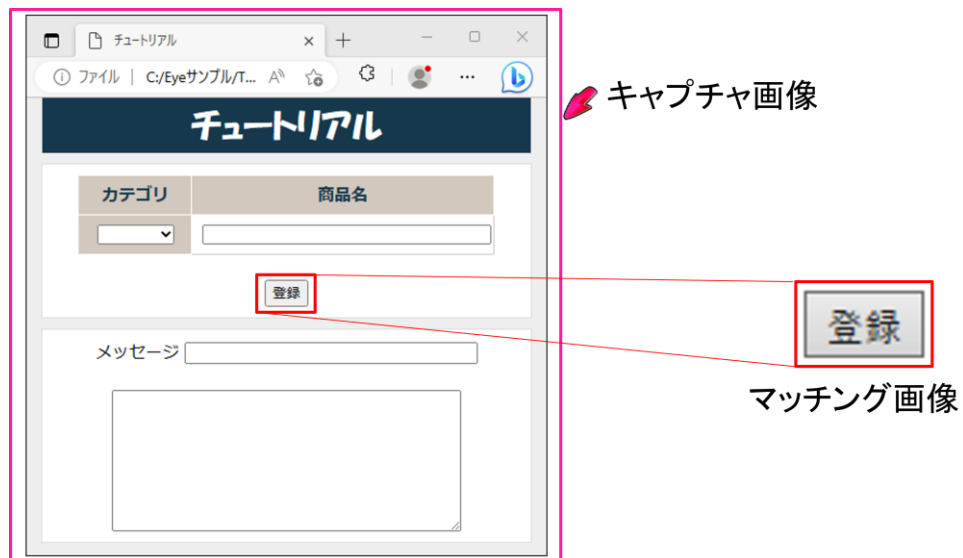 チュートリアル
ファイル | C:/Eyeサンプル/T...
チュートリアル
キャプチャ画像
カテゴリ 商品名
登録
登録
メッセージ
マッチング画像